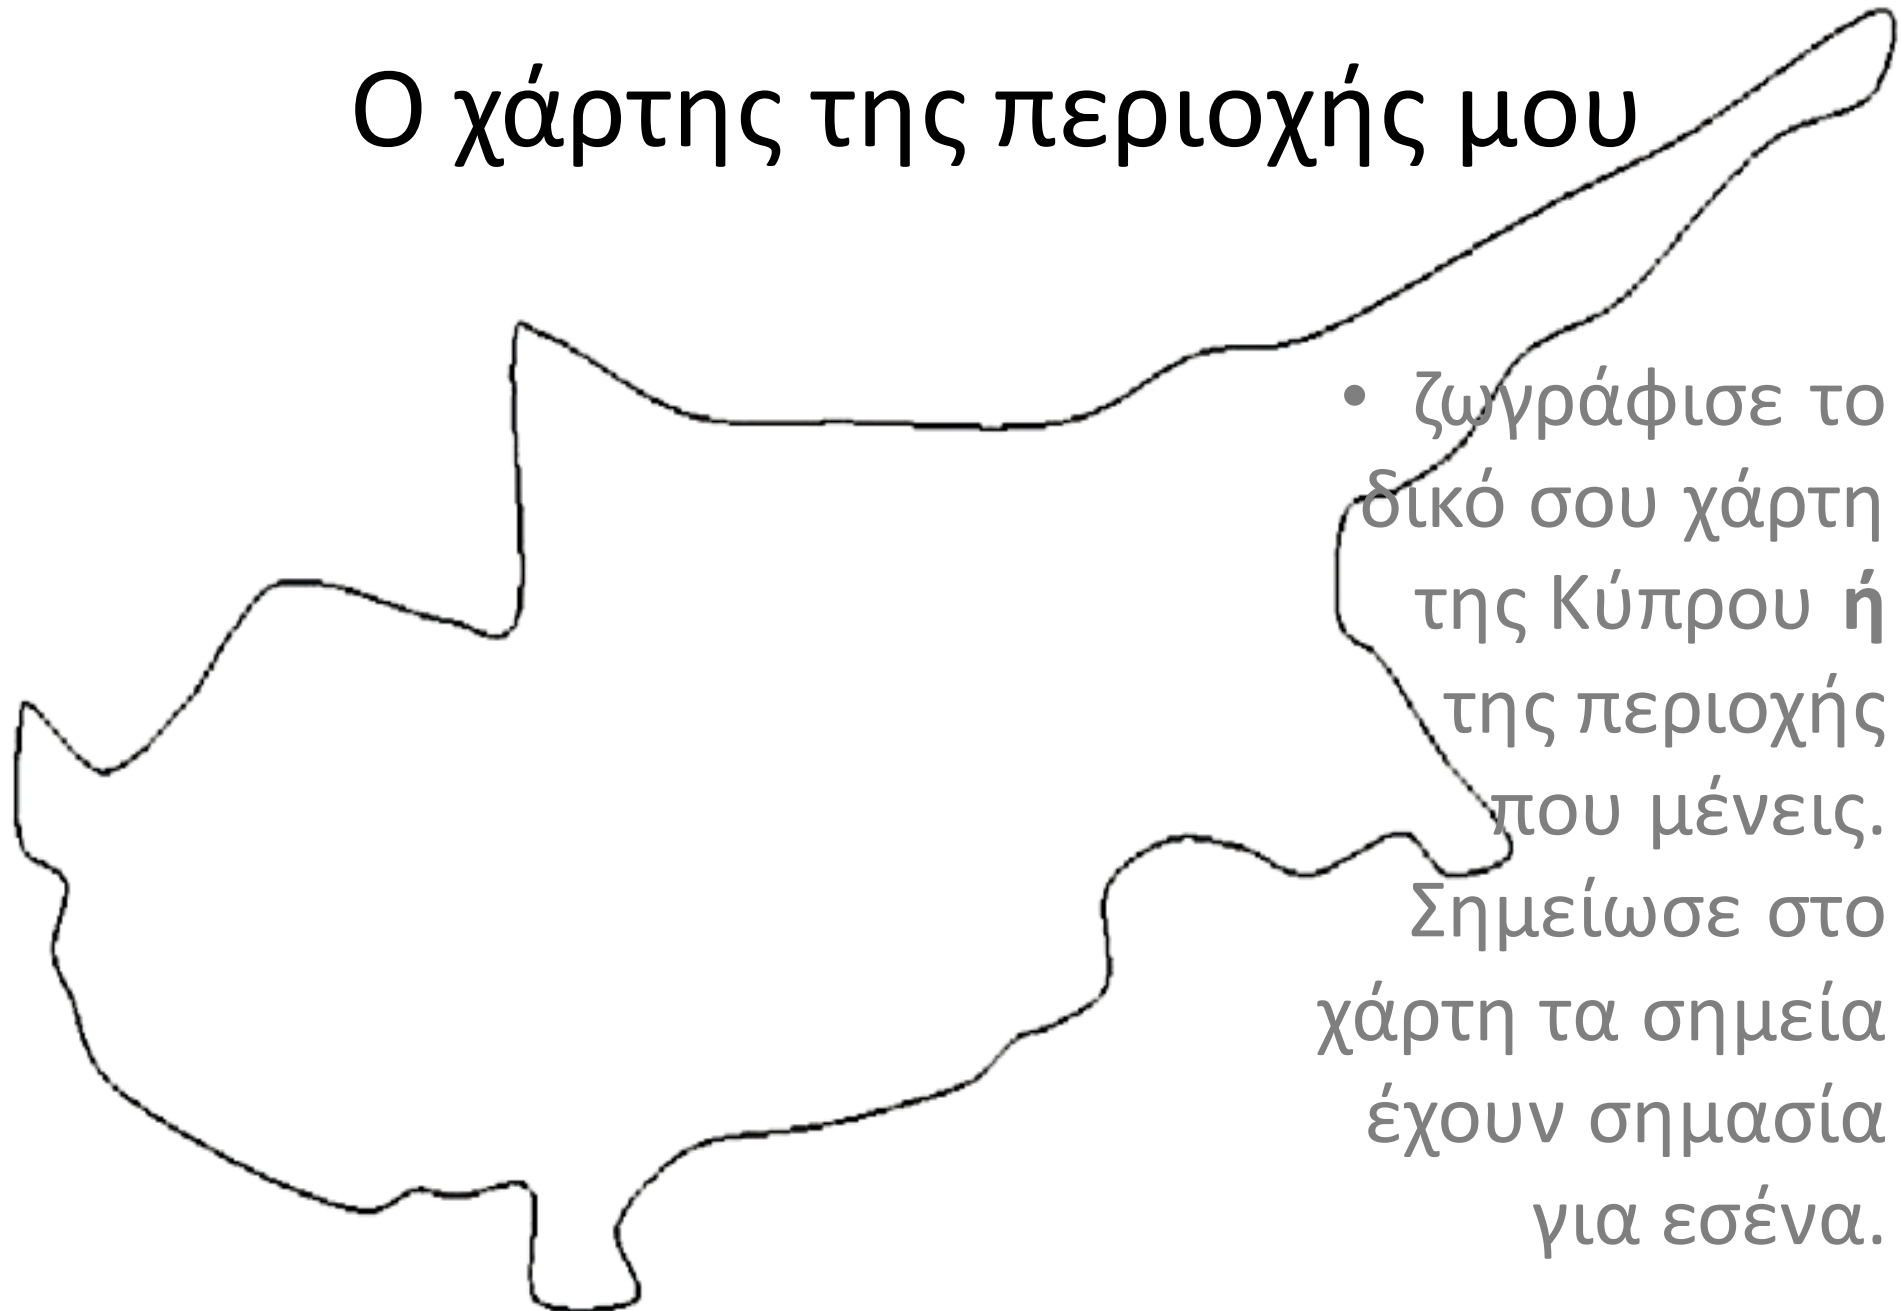 Ο χάρτης της περιοχής μου
• ζωγράφισε το
δικό σου χάρτη
της Κύπρου ή
της περιοχής
που μένεις.
Σημείωσε στο
χάρτη τα σημεία
έχουν σημασία
για εσένα.